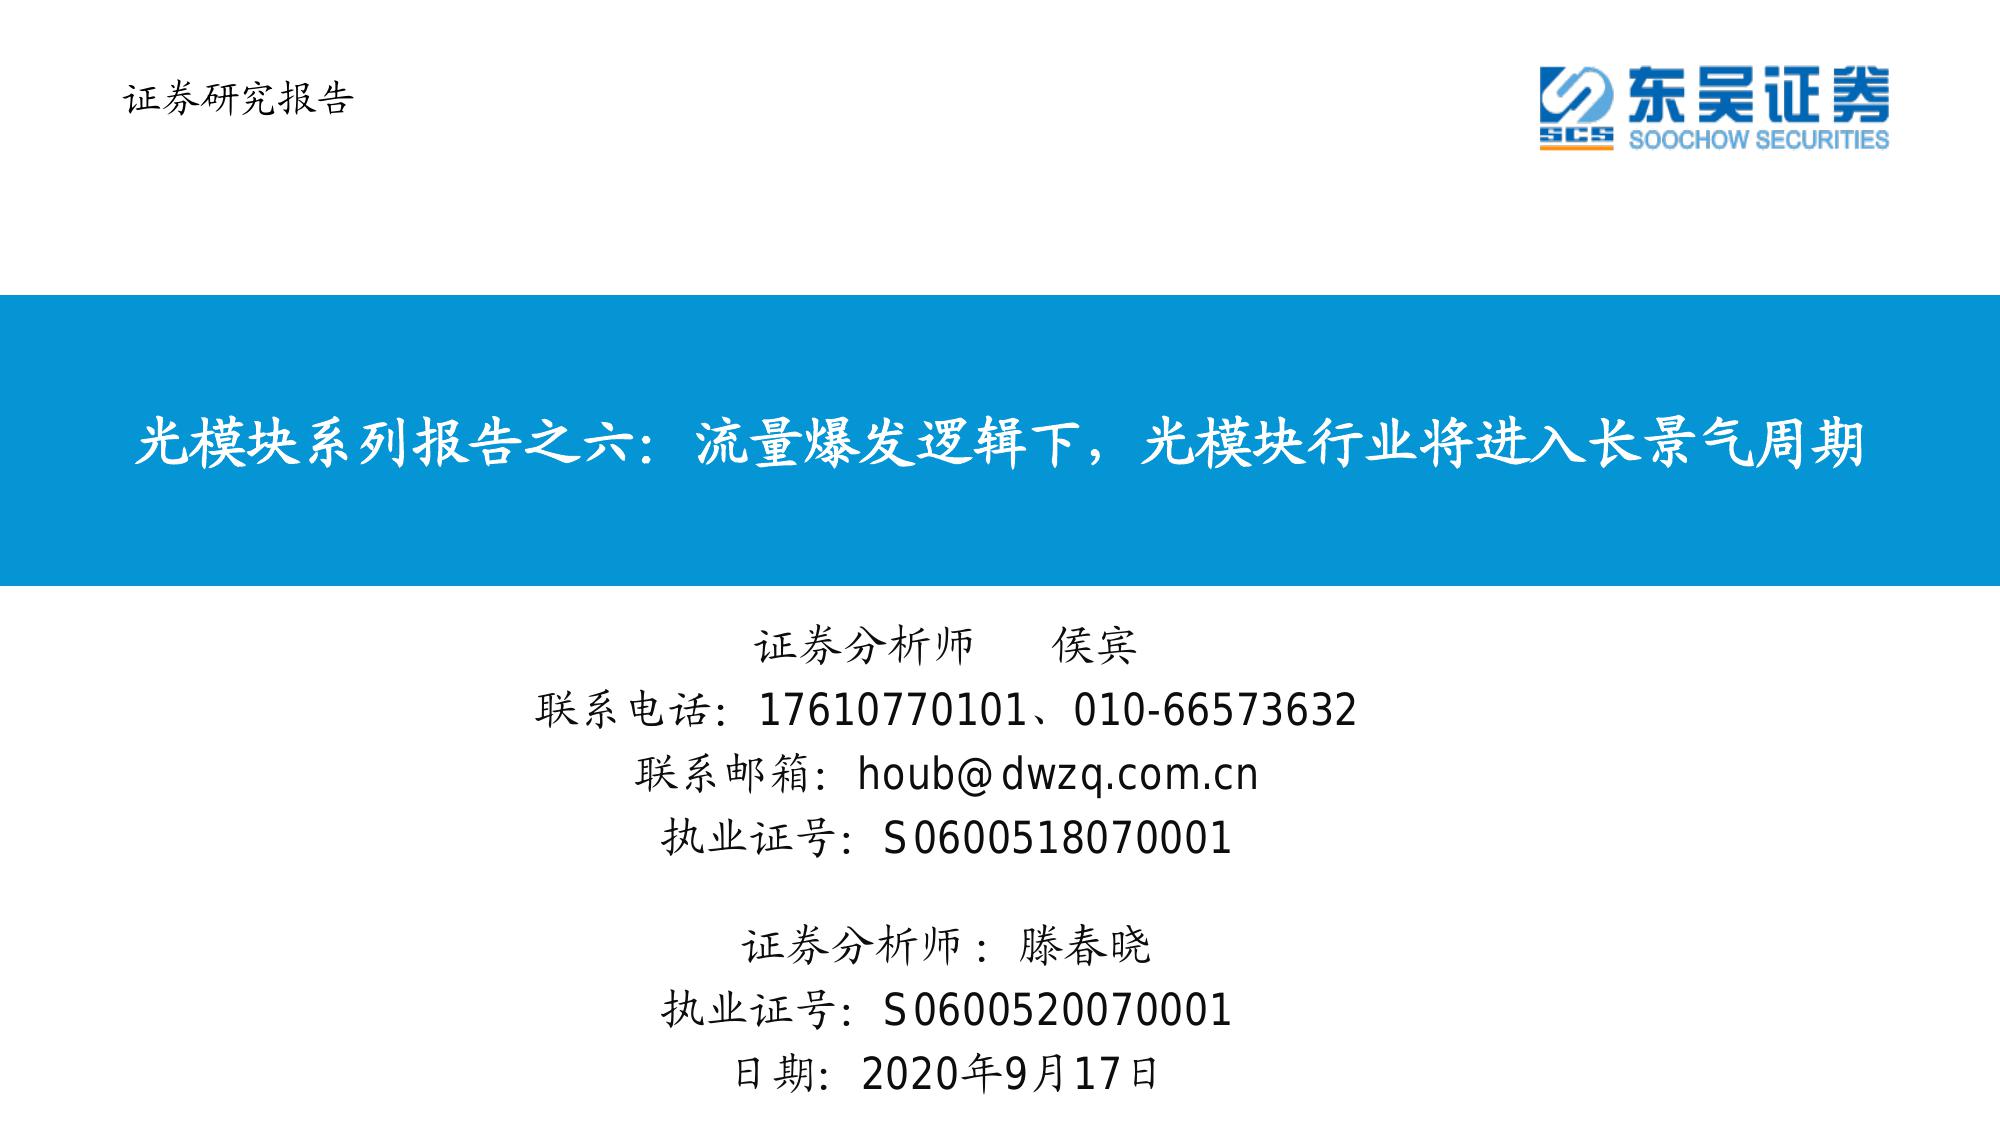 证券研究报告
东吴证券
SCS
SOOCHOW SECURITIES
光模块系列报告之六：流量爆发逻辑下，光模块行业将进入长景气周期
证券分析师 侯宾
联系电话：17610770101、010-66573632
联系邮箱：houb@dwzq.com.cn
执业证号：S0600518070001
证券分析师：滕春晓
执业证号：S0600520070001
日期：2020年9月17日